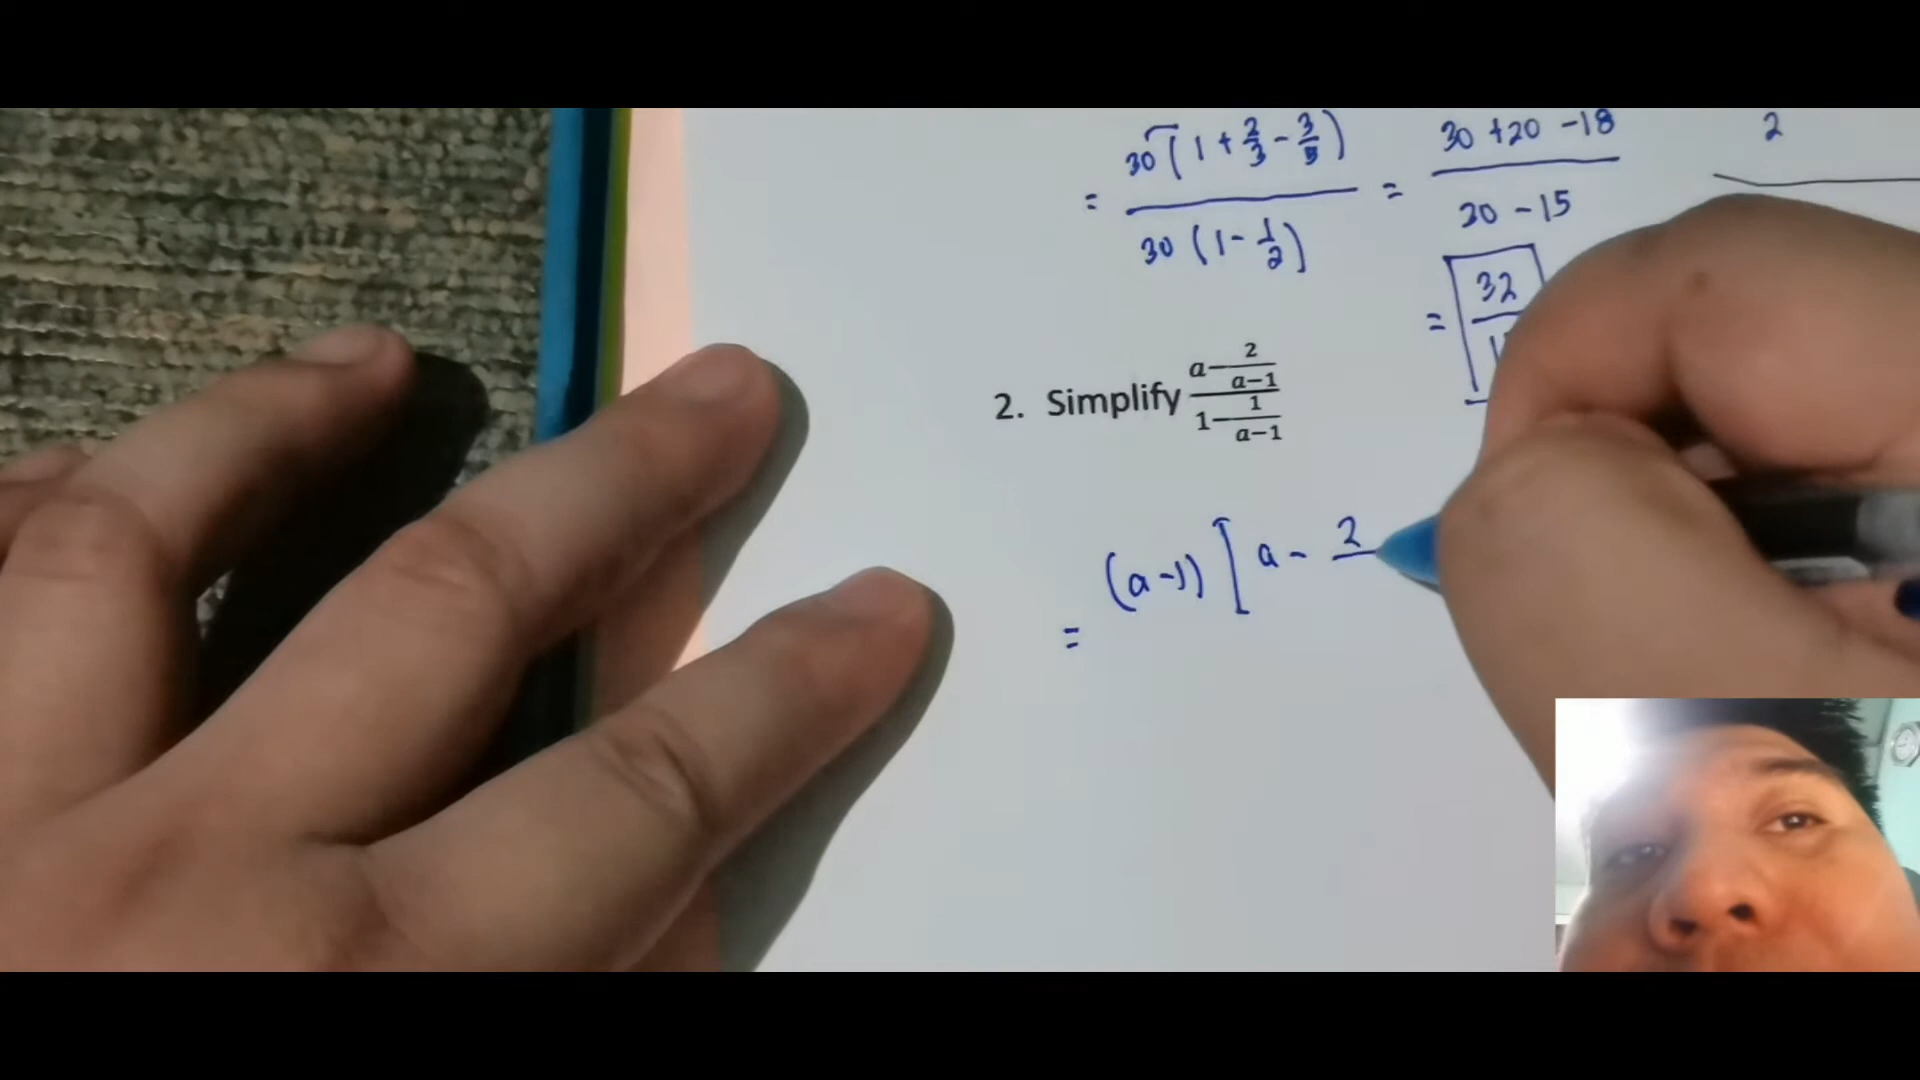 = 30(1 + 2/3 - 3/5) / 30(1 - 1/2) = 30 + 20 - 18 / 30 - 15
2
= 32
2. Simplify a - 2/a-1 / 1 - 1/a-1
= (a-1) [a - 2